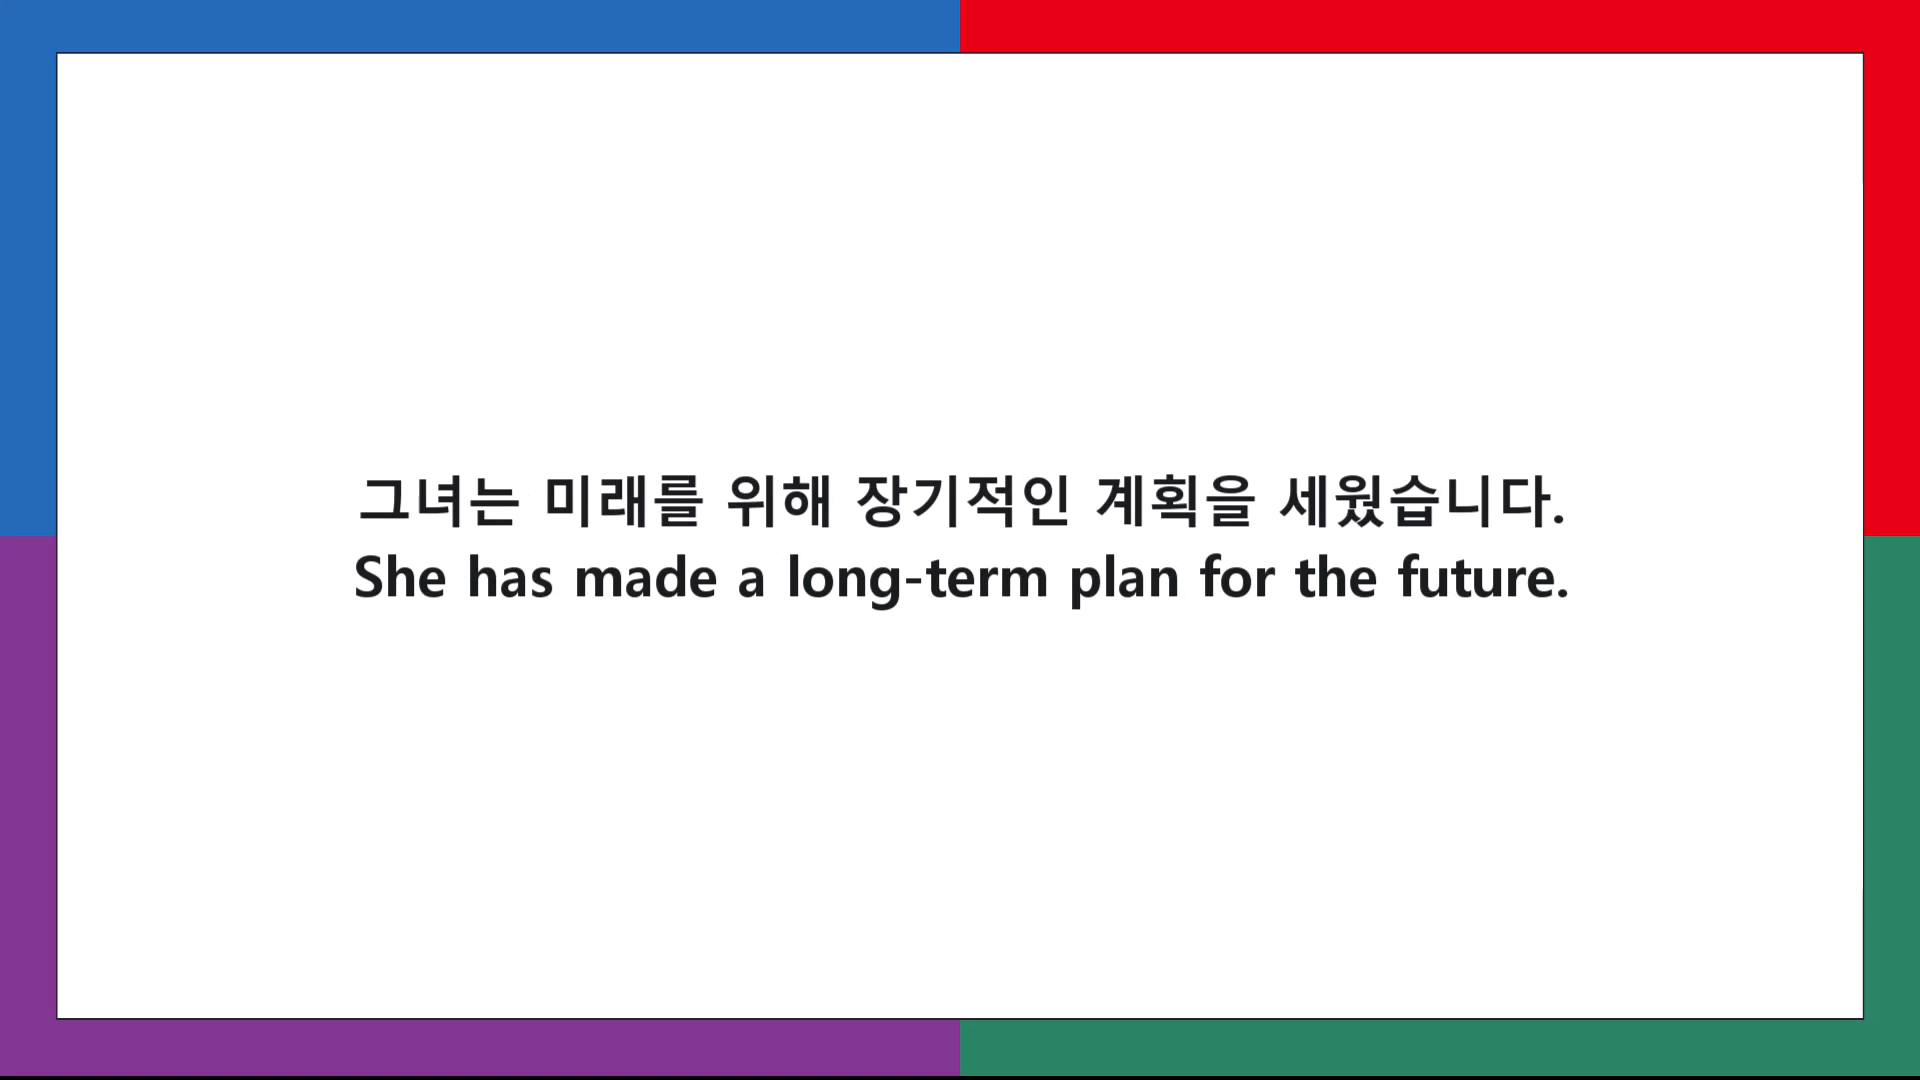 그녀는 미래를 위해 장기적인 계획을 세웠습니다.
She has made a long-term plan for the future.